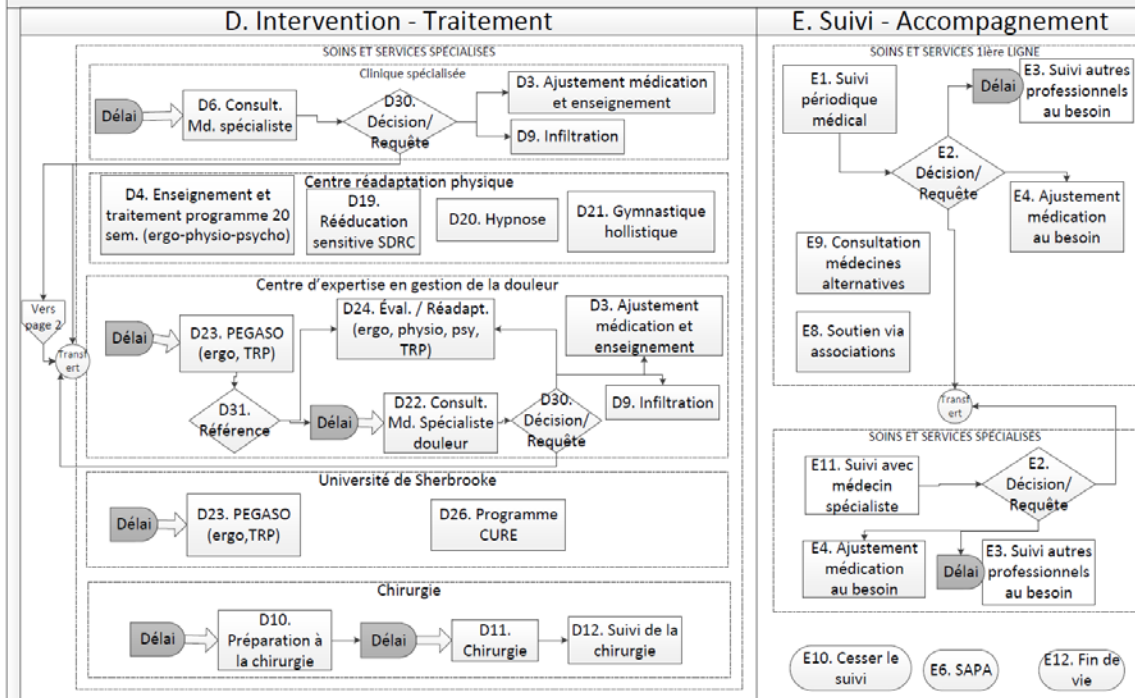 D. Intervention - Traitement
SOINS ET SERVICES SPÉCIALISÉS
Clinique spécialisée
Délai
D6. Consult.
Md. spécialiste
D30.
Décision/
Requête
D3. Ajustement médication
et enseignement
D9. Infiltration
Centre réadaptation physique
D4. Enseignement et
traitement programme 20
sem. (ergo-physio-psycho)
D19.
Rééducation
sensitive SDRC
D20. Hypnose
D21. Gymnastique
hollistique
Vers
page 2
Transf
ert
Centre d'expertise en gestion de la douleur
Délai
D23. PEGASO
(ergo, TRP)
D24. Éval. / Réadapt.
(ergo, physio, psy,
TRP)
D3. Ajustement
médication et
enseignement
D31.
Référence
Délai
D22. Consult.
Md. Spécialiste
douleur
D30.
Décision/
Requête
D9. Infiltration
Université de Sherbrooke
Délai
D23. PEGASO
(ergo,TRP)
D26. Programme
CURE
Chirurgie
Délai
D10.
Préparation à
la chirurgie
Délai
D11.
Chirurgie
D12. Suivi de la
chirurgie
E. Suivi - Accompagnement
SOINS ET SERVICES 1lère LIGNE
E1. Suivi
périodique
médical
Délai
E3. Suivi autres
professionnels
au besoin
E2.
Décision/
Requête
E4. Ajustement
médication
au besoin
E9. Consultation
médecines
alternatives
E8. Soutien via
associations
Transf
ert
SOINS ET SERVICES SPÉCIALISÉS
E11. Suivi avec
médecin
spécialiste
E2.
Décision/
Requête
E4. Ajustement
médication
au besoin
Délai
E3. Suivi autres
professionnels
au besoin
E10. Cesser le
suivi
E6. SAPA
E12. Fin de
vie